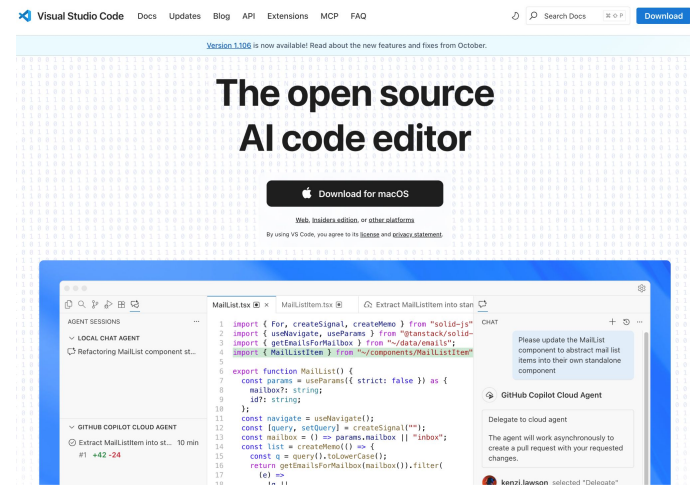 Visual Studio Code Docs Updates Blog API Extensions MCP FAQ Search Docs ⌘ ⇧ P Download
Version 1.106 is now available! Read about the new features and fixes from October.
The open source
AI code editor
Download for macOS
Web, Insiders edition, or other platforms
By using VS Code, you agree to its license and privacy statement.
MailList.tsx MailListItem.tsx Extract MailListItem into stan
AGENT SESSIONS ...
LOCAL CHAT AGENT
Refactoring MailList component st...
GITHUB COPILOT CLOUD AGENT
Extract MailListItem into st... 10 min
#1 +42 -24
1 import { For, createSignal, createMemo } from "solid-js"
2 import { useNavigate, useParams } from "@tanstack/solid-
3 import { getEmailsForMailbox } from "~/data/emails";
4 import { MailListItem } from "~/components/MailListItem"
5
6 export function MailList() {
7 const params = useParams({ strict: false }) as {
8 mailbox?: string;
9 id?: string;
10 };
11 const navigate = useNavigate();
12 const [query, setQuery] = createSignal("");
13 const mailbox = () => params.mailbox || "inbox";
14 const list = createMemo(() => {
15 const q = query().toLowerCase();
16 return getEmailsForMailbox(mailbox()).filter(
17 (e) =>
18
CHAT
Please update the MailList
component to abstract mail list
items into their own standalone
component
GitHub Copilot Cloud Agent
Delegate to cloud agent
The agent will work asynchronously to
create a pull request with your requested
changes.
kenzi.lawson selected "Delegate"